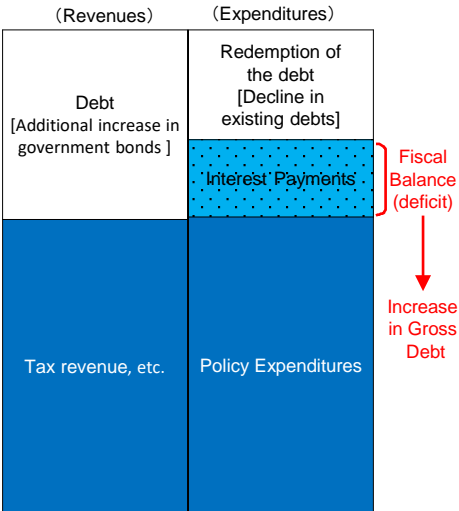 （Revenues）
（Expenditures）
Debt
[Additional increase in
government bonds ]
Redemption of
the debt
[Decline in
existing debts]
Interest Payments
Fiscal
Balance
(deficit)
Increase
in Gross
Debt
Tax revenue, etc.
Policy Expenditures